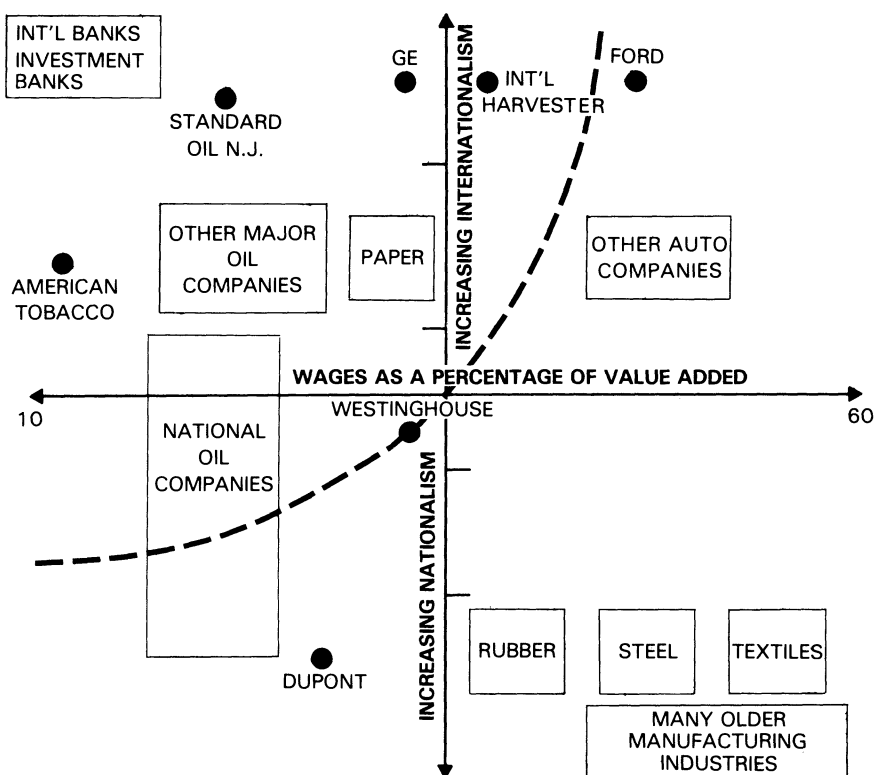 INT'L BANKS
INVESTMENT
BANKS
STANDARD
OIL N.J.
GE
INT'L
HARVESTER
FORD
INCREASING INTERNATIONALISM
OTHER MAJOR
OIL
COMPANIES
PAPER
OTHER AUTO
COMPANIES
AMERICAN
TOBACCO
WAGES AS A PERCENTAGE OF VALUE ADDED
10
60
WESTINGHOUSE
NATIONAL
OIL
COMPANIES
INCREASING NATIONALISM
DUPONT
RUBBER
STEEL
TEXTILES
MANY OLDER
MANUFACTURING
INDUSTRIES